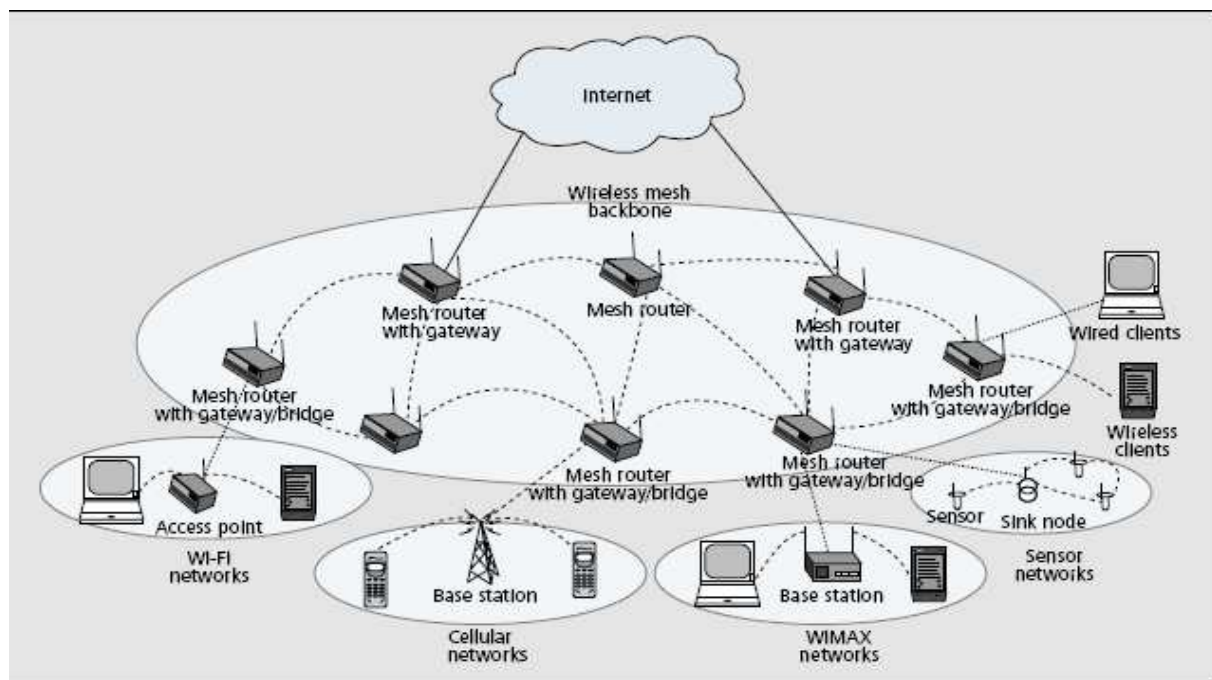 Internet
Wireless mesh
backbone
Mesh router
with gateway
Mesh router
Mesh router
with gateway
Wired clients
Mesh router
with gateway/bridge
Mesh router
with gateway/bridge
Wireless
clients
Mesh router
with gateway/bridge
Mesh router
with gateway/bridge
Access point
Sensor
Sink node
WI-FI
networks
Base station
Base station
Sensor
networks
Cellular
networks
WIMAX
networks